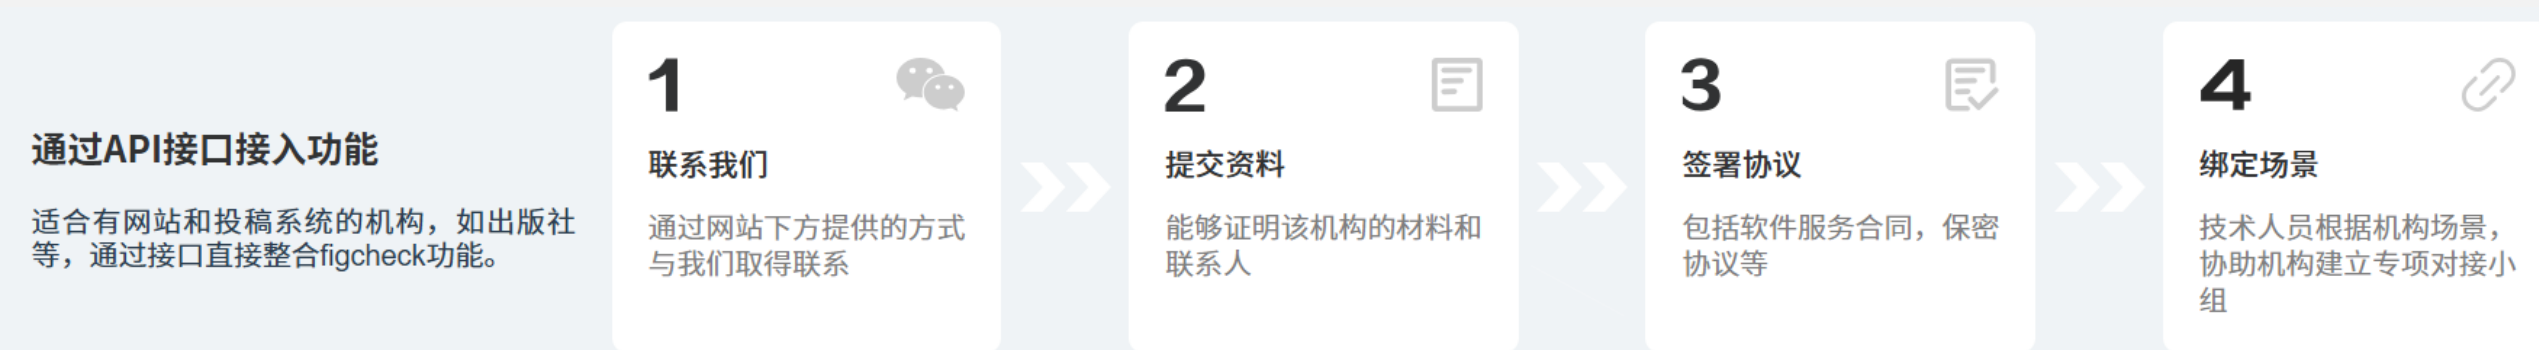 通过API接口接入功能
适合有网站和投稿系统的机构，如出版社
等，通过接口直接整合figcheck功能。
1
联系我们
通过网站下方提供的方式
与我们取得联系
2
提交资料
能够证明该机构的材料和
联系人
3
签署协议
包括软件服务合同，保密
协议等
4
绑定场景
技术人员根据机构场景，
协助机构建立专项对接小
组